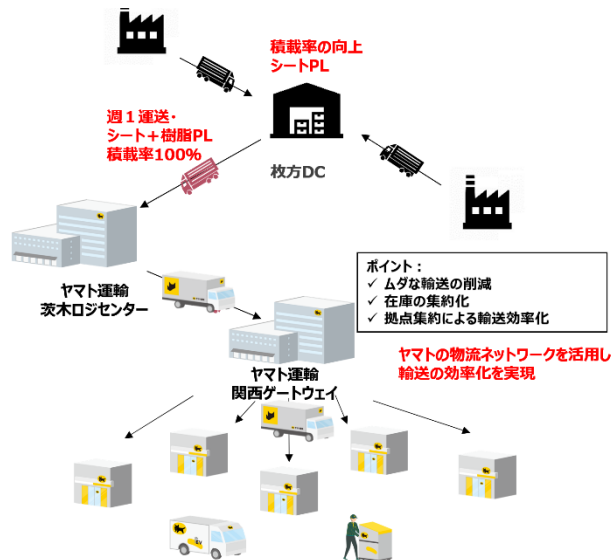 積載率の向上
シートPL
週１運送・
シート＋樹脂PL
積載率100%
枚方DC
ヤマト運輸
茨木ロジセンター
ポイント：
✓ ムダな輸送の削減
✓ 在庫の集約化
✓ 拠点集約による輸送効率化
ヤマトの物流ネットワークを活用し
輸送の効率化を実現
ヤマト運輸
関西ゲートウェイ
EV